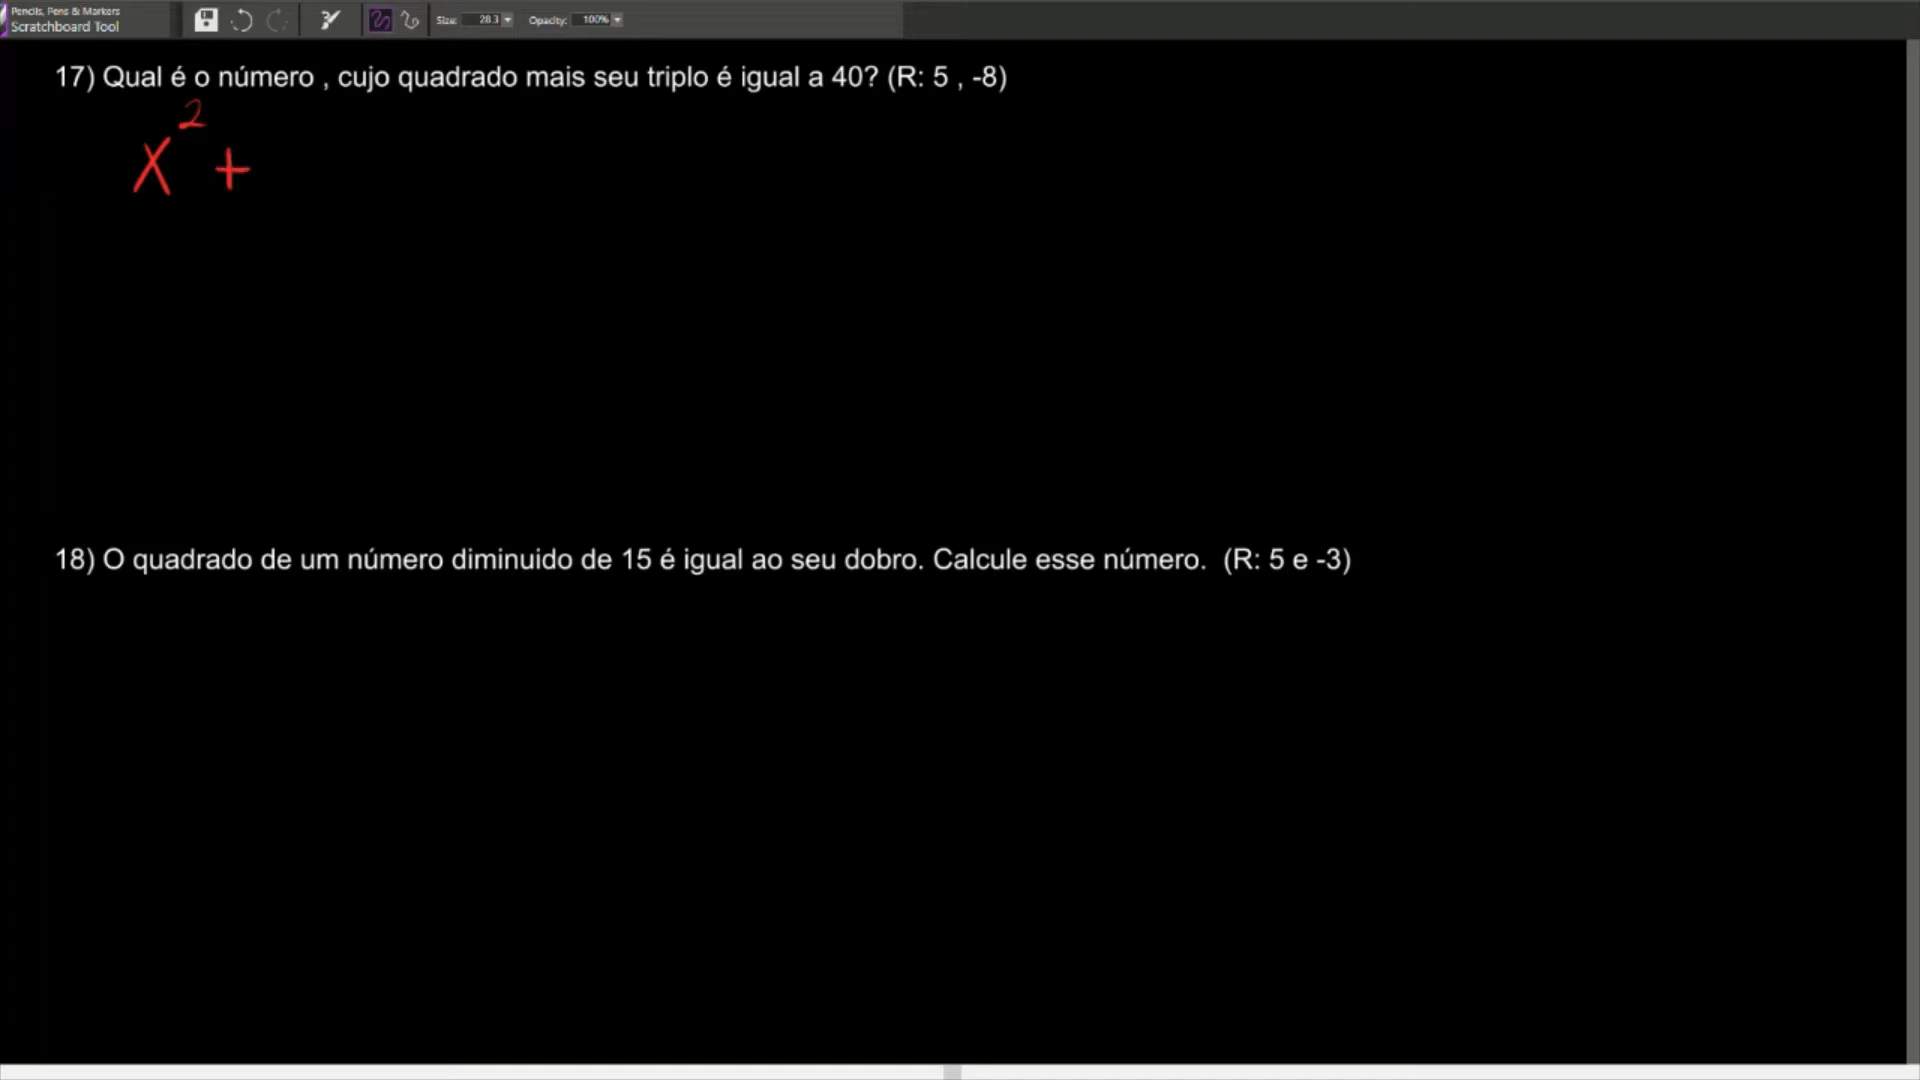 Pencils, Pens & Markers
Scratchboard Tool
Size: 28.3
Opacity: 100%
17) Qual é o número , cujo quadrado mais seu triplo é igual a 40? (R: 5 , -8)
X² +
18) O quadrado de um número diminuido de 15 é igual ao seu dobro. Calcule esse número.  (R: 5 e -3)